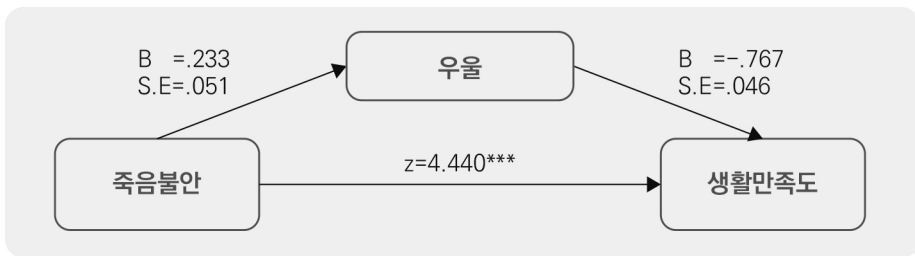 B =.233
S.E=.051
우울
B =-.767
S.E=.046
죽음불안
z=4.440***
생활만족도